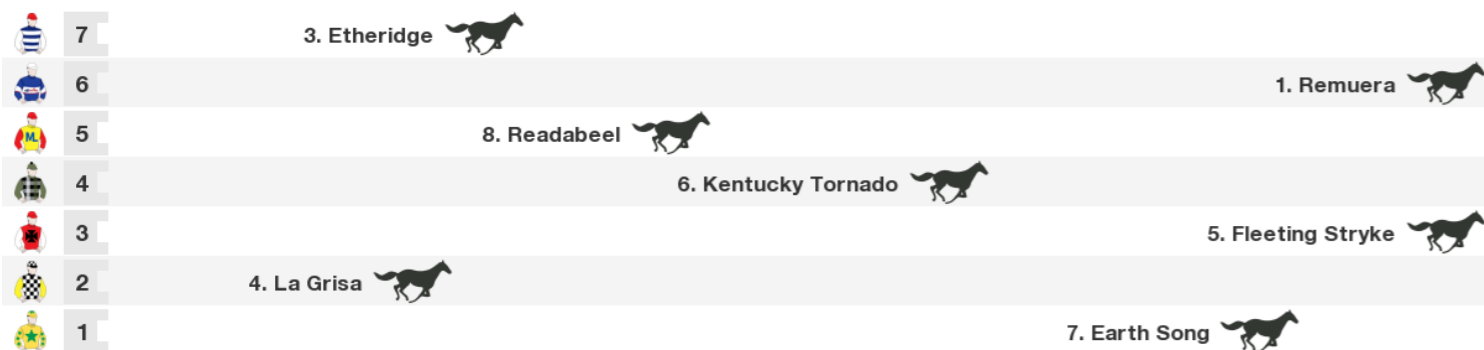 7 3. Etheridge
6 1. Remuera
ML 5 8. Readabeel
4 6. Kentucky Tornado
3 5. Fleeting Stryke
2 4. La Grisa
1 7. Earth Song